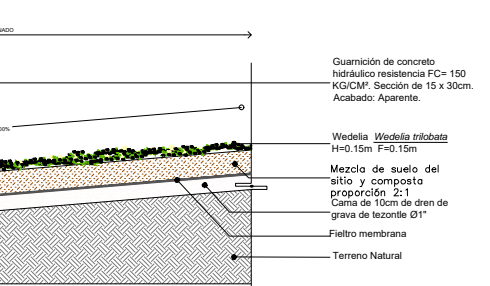 NADO
Guarnición de concreto
hidráulico resistencia FC= 150
KG/CM². Sección de 15 x 30cm.
Acabado: Aparente.
00%
Wedelia Wedelia trilobata
H=0.15m F=0.15m
Mezcla de suelo del
sitio y composta
proporción 2:1
Cama de 10cm de dren de
grava de tezontle Ø1"
Fieltro membrana
Terreno Natural